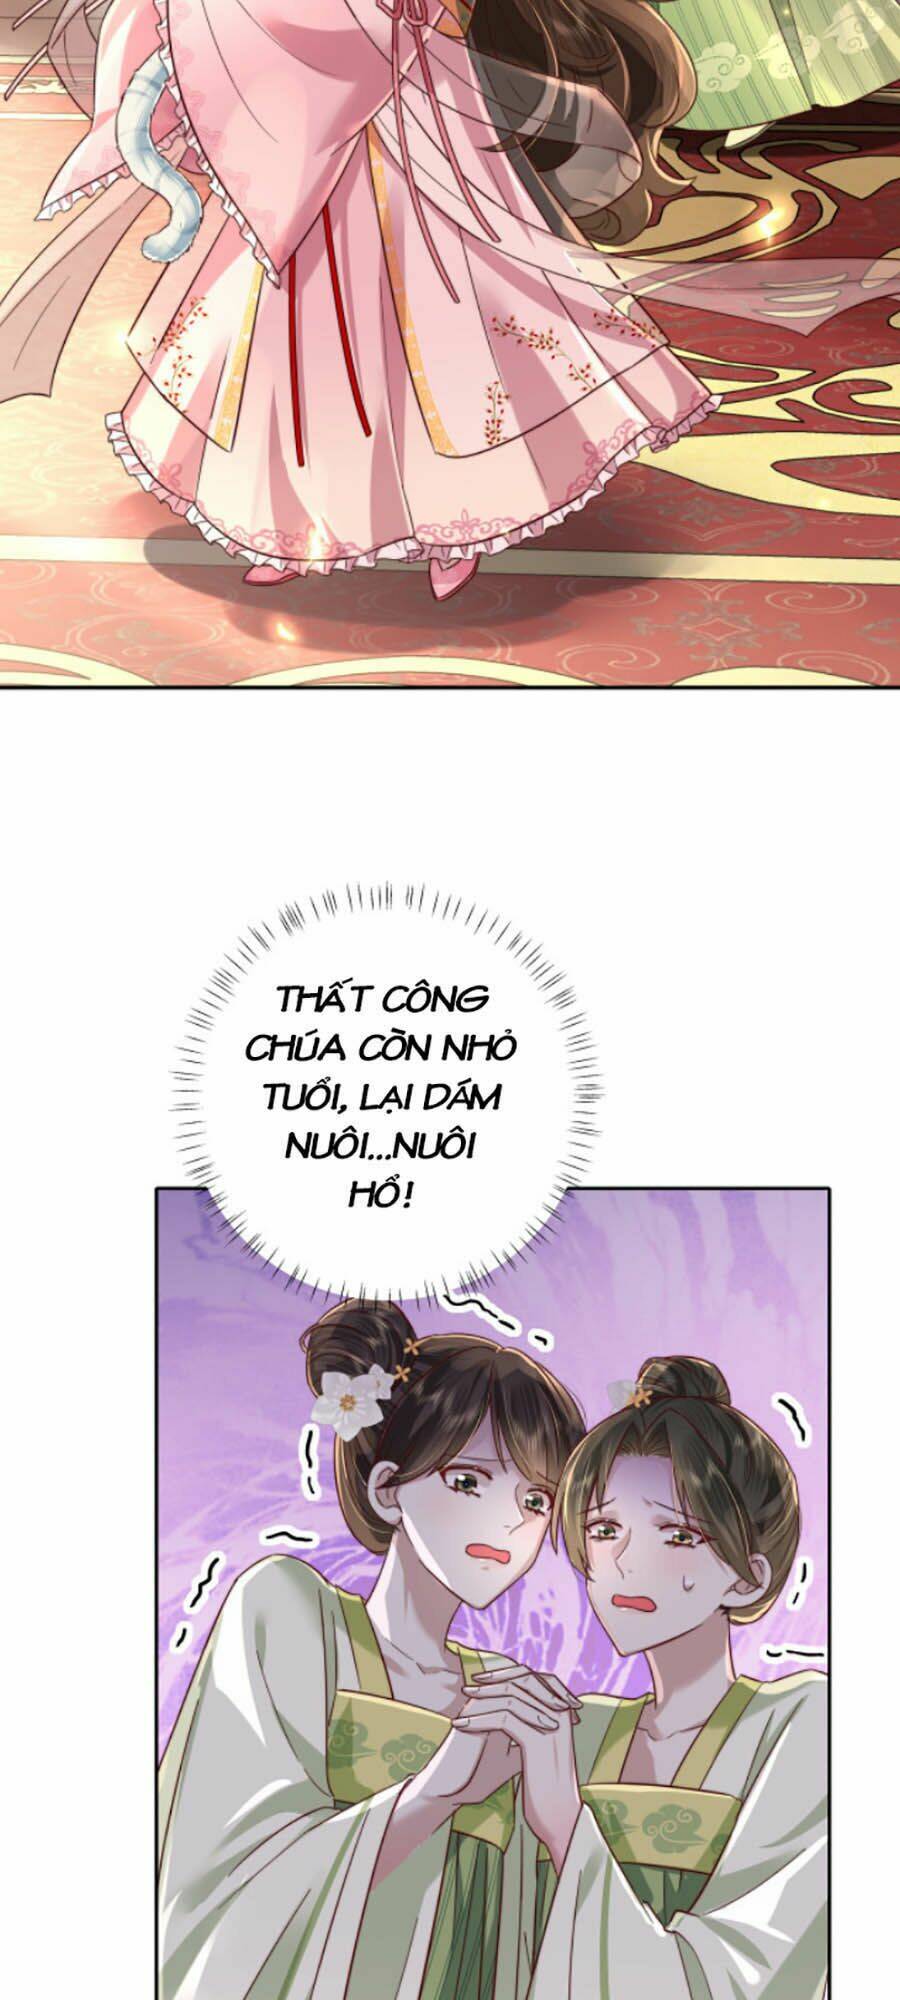 THẤT CÔNG
CHÚA CÒN NHỎ
TUỔI, LẠI DÁM
NUÔI...NUÔI
HỔ!